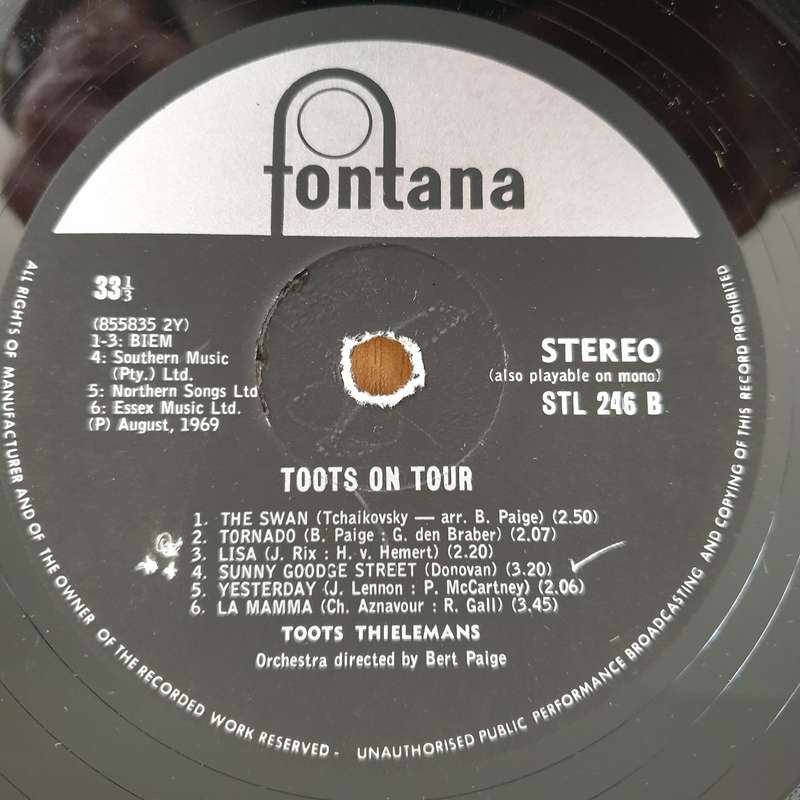 fontana
33⅓
(855835 2Y)
1-3: BIEM
4: Southern Music
(Pty.) Ltd.
5: Northern Songs Ltd
6: Essex Music Ltd.
(P) August, 1969
STEREO
(also playable on mono)
STL 246 B
TOOTS ON TOUR
1. THE SWAN (Tchaikovsky — arr. B. Paige) (2.50)
2. TORNADO (B. Paige : G. den Braber) (2.07)
3. LISA (J. Rix : H. v. Hemert) (2.20)
4. SUNNY GOODGE STREET (Donovan) (3.20)
5. YESTERDAY (J. Lennon : P. McCartney) (2.06)
6. LA MAMMA (Ch. Aznavour : R. Gall) (3.45)
TOOTS THIELEMANS
Orchestra directed by Bert Paige
ALL RIGHTS OF MANUFACTURER AND OF THE OWNER OF THE RECORDED WORK RESERVED - UNAUTHORISED PUBLIC PERFORMANCE BROADCASTING AND COPYING OF THIS RECORD PROHIBITED